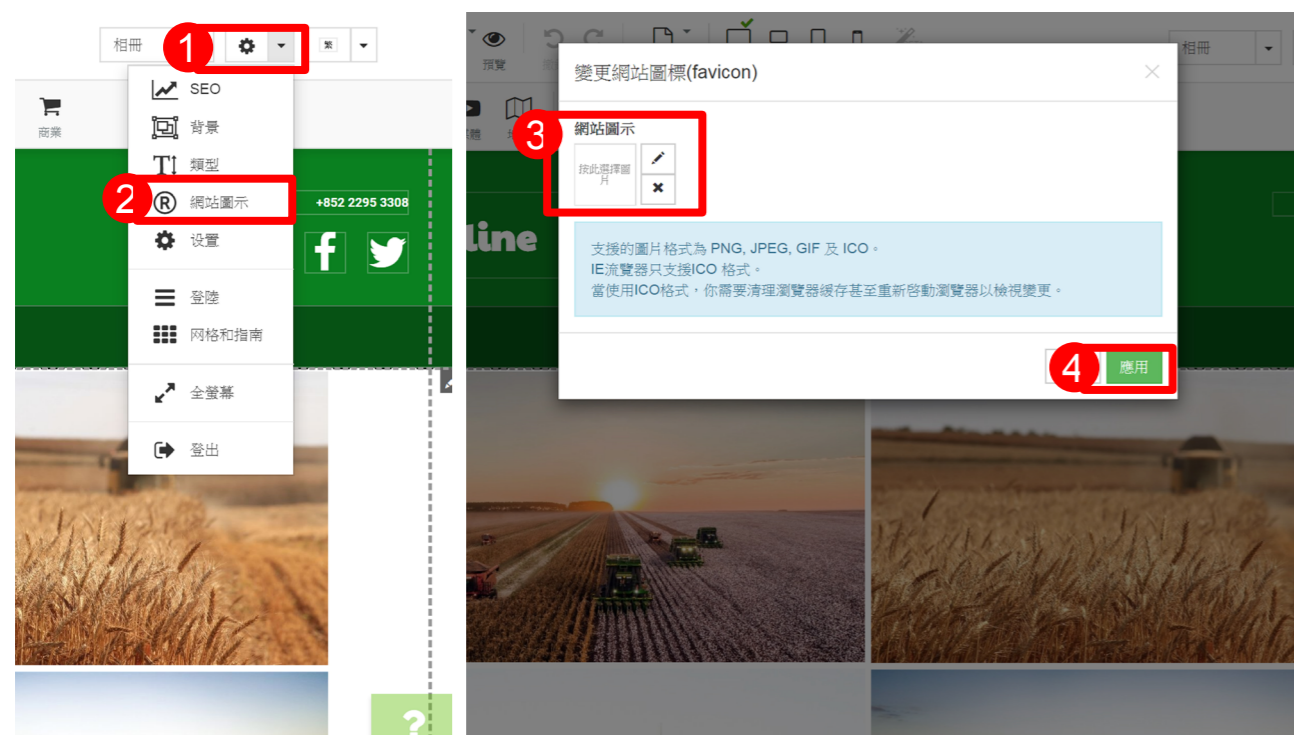 相冊
1
繁
SEO
商業
背景
類型
2
網站圖示
+852 2295 3308
设置
登陸
网格和指南
全螢幕
登出
?
預覽
相冊
變更網站圖標(favicon)
3
網站圖示
按此選擇圖
片
line
支援的圖片格式為 PNG, JPEG, GIF 及 ICO。
IE流覽器只支援ICO 格式。
當使用ICO格式，你需要清理瀏覽器緩存甚至重新啓動瀏覽器以檢視變更。
4
應用